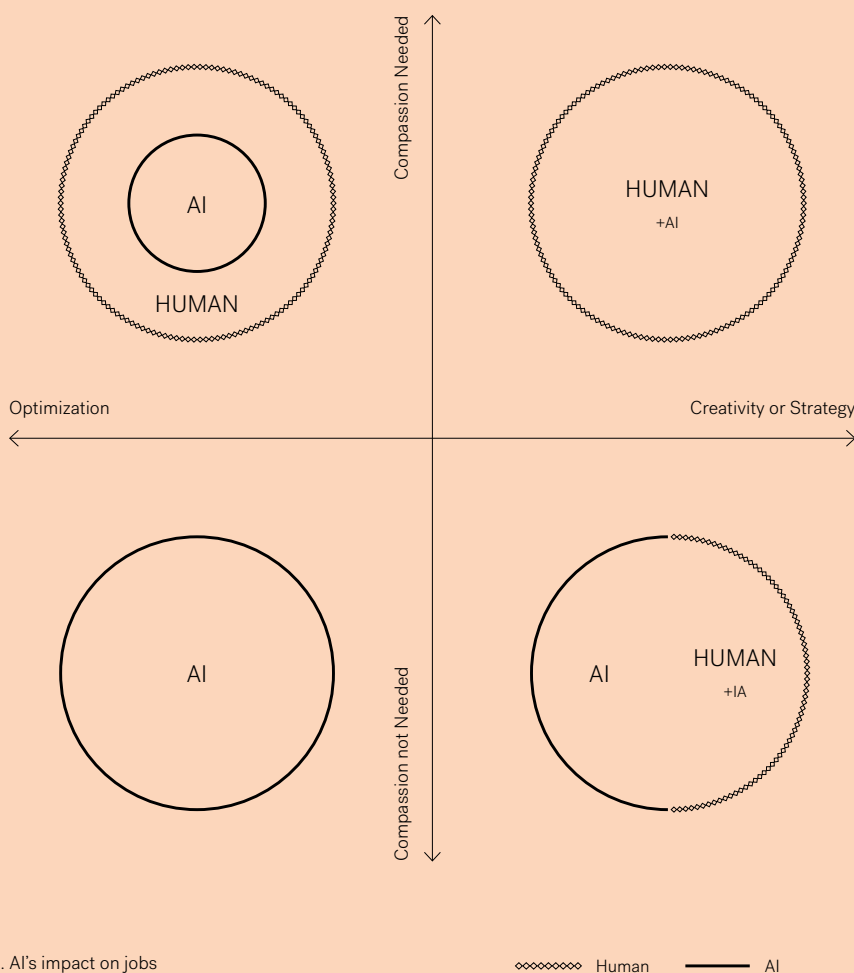 Compassion Needed
AI
HUMAN
HUMAN
+AI
Optimization
Creativity or Strategy
AI
AI
HUMAN
+IA
Compassion not Needed
. AI's impact on jobs
Human
AI